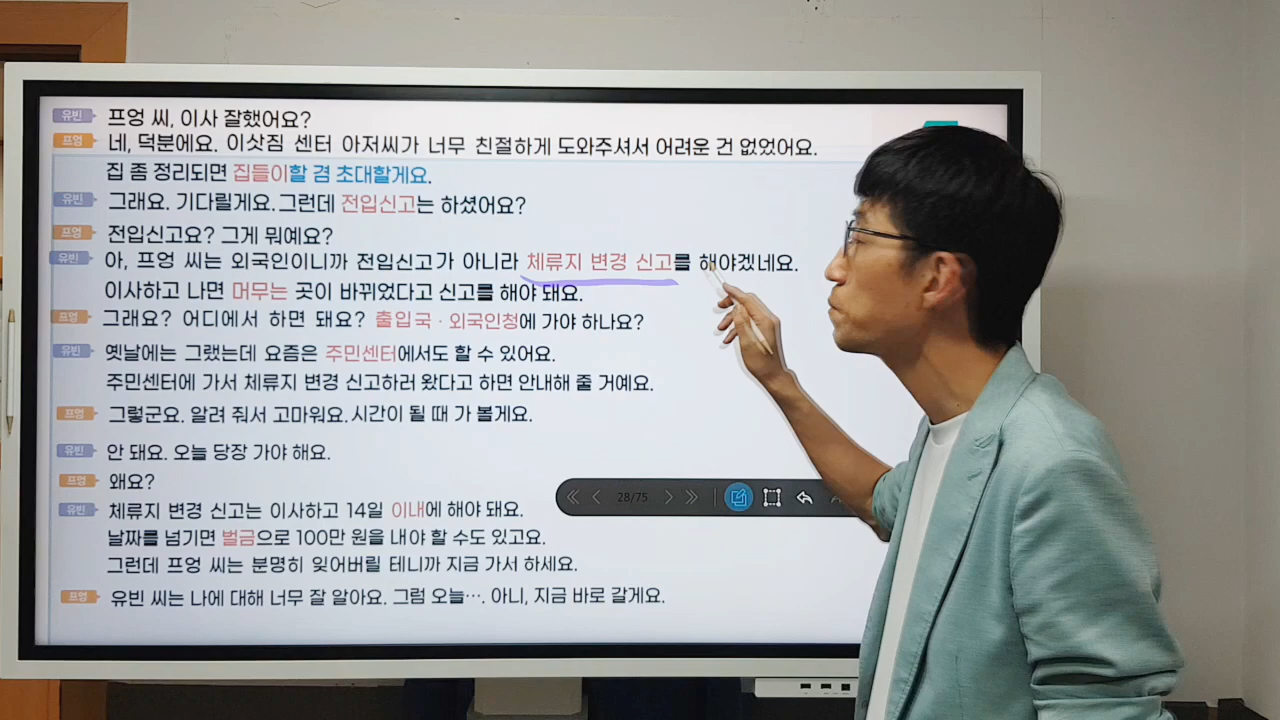 유빈 프엉 씨, 이사 잘했어요?
프엉 네, 덕분에요. 이삿짐 센터 아저씨가 너무 친절하게 도와주셔서 어려운 건 없었어요.
집 좀 정리되면 집들이할 겸 초대할게요.
유빈 그래요. 기다릴게요. 그런데 전입신고는 하셨어요?
프엉 전입신고요? 그게 뭐예요?
유빈 아, 프엉 씨는 외국인이니까 전입신고가 아니라 체류지 변경 신고를 해야겠네요.
이사하고 나면 머무는 곳이 바뀌었다고 신고를 해야 돼요.
프엉 그래요? 어디에서 하면 돼요? 출입국·외국인청에 가야 하나요?
유빈 옛날에는 그랬는데 요즘은 주민센터에서도 할 수 있어요.
주민센터에 가서 체류지 변경 신고하러 왔다고 하면 안내해 줄 거예요.
프엉 그렇군요. 알려 줘서 고마워요. 시간이 될 때 가 볼게요.
유빈 안 돼요. 오늘 당장 가야 해요.
프엉 왜요?
28/75
유빈 체류지 변경 신고는 이사하고 14일 이내에 해야 돼요.
날짜를 넘기면 벌금으로 100만 원을 내야 할 수도 있고요.
그런데 프엉 씨는 분명히 잊어버릴 테니까 지금 가서 하세요.
프엉 유빈 씨는 나에 대해 너무 잘 알아요. 그럼 오늘…. 아니, 지금 바로 갈게요.